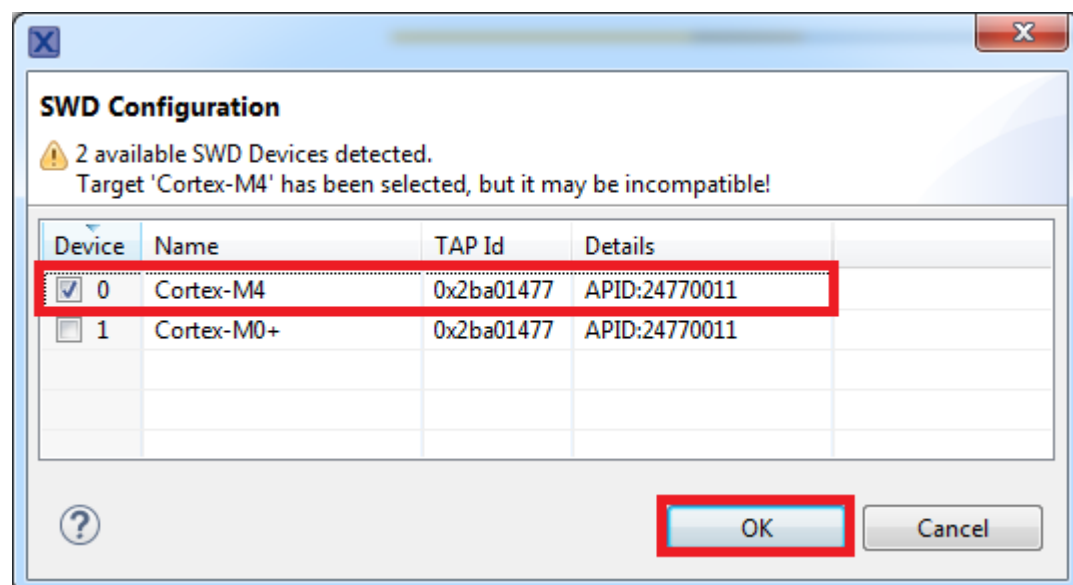 X
X
SWD Configuration
2 available SWD Devices detected.
Target 'Cortex-M4' has been selected, but it may be incompatible!
Device Name TAP Id Details
0 Cortex-M4 0x2ba01477 APID:24770011
1 Cortex-M0+ 0x2ba01477 APID:24770011
? OK Cancel